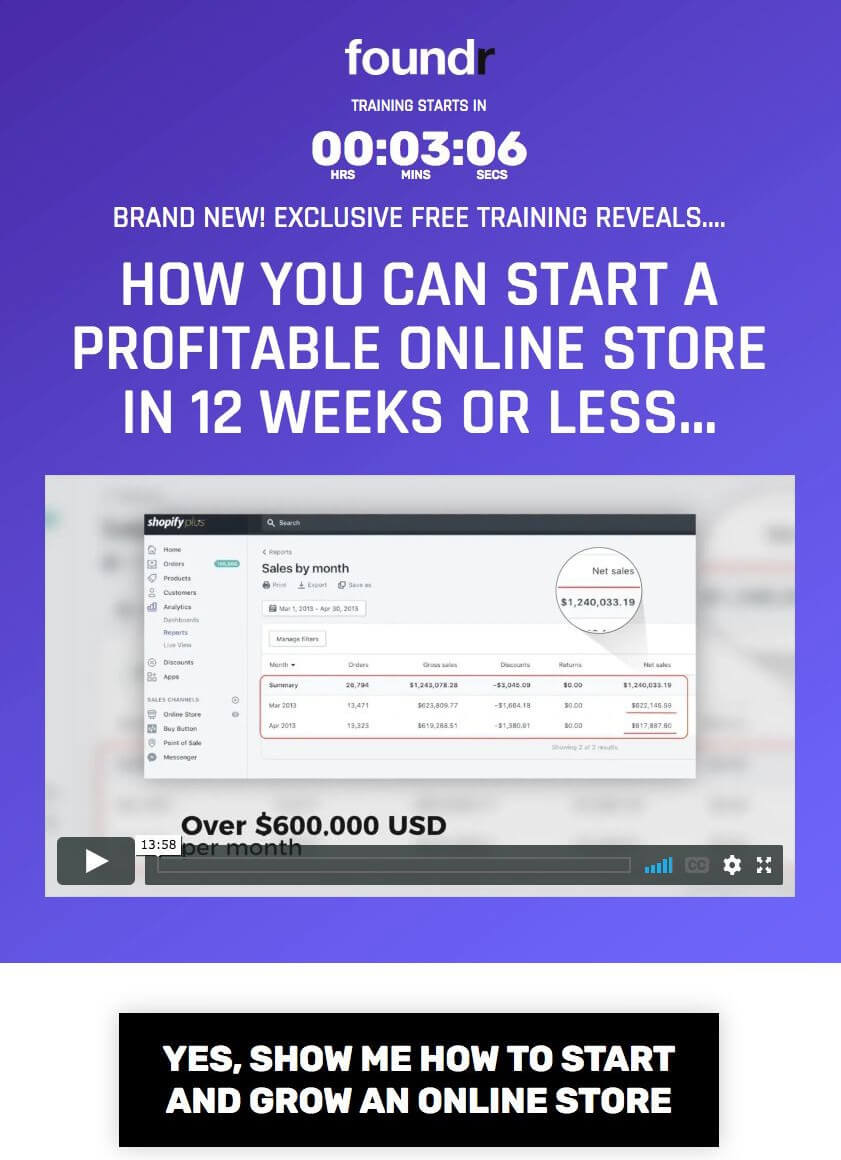 foundr
TRAINING STARTS IN
00:03:06
HRS MINS SECS
BRAND NEW! EXCLUSIVE FREE TRAINING REVEALS....
HOW YOU CAN START A
PROFITABLE ONLINE STORE
IN 12 WEEKS OR LESS...
shopify plus
Search
Home
Orders
Products
Customers
Analytics
Dashboards
Reports
Live View
Discounts
Apps
SALES CHANNELS
Online Store
Buy Button
Point of Sale
Messenger
Reports
Sales by month
Print Export Save as
Mar 1, 2013 - Apr 30, 2013
Manage filters
Net sales
$1,240,033.19
Month Orders Gross sales Discounts Returns Net sales
Summary 26,794 $1,243,078.28 -$3,045.09 $0.00 $1,240,033.19
Mar 2013 13,471 $623,809.77 -$1,664.18 $0.00 $622,145.59
Apr 2013 13,323 $619,268.51 -$1,380.91 $0.00 $617,887.60
Showing 2 of 2 results
Over $600,000 USD
per month
13:58
CC
YES, SHOW ME HOW TO START
AND GROW AN ONLINE STORE